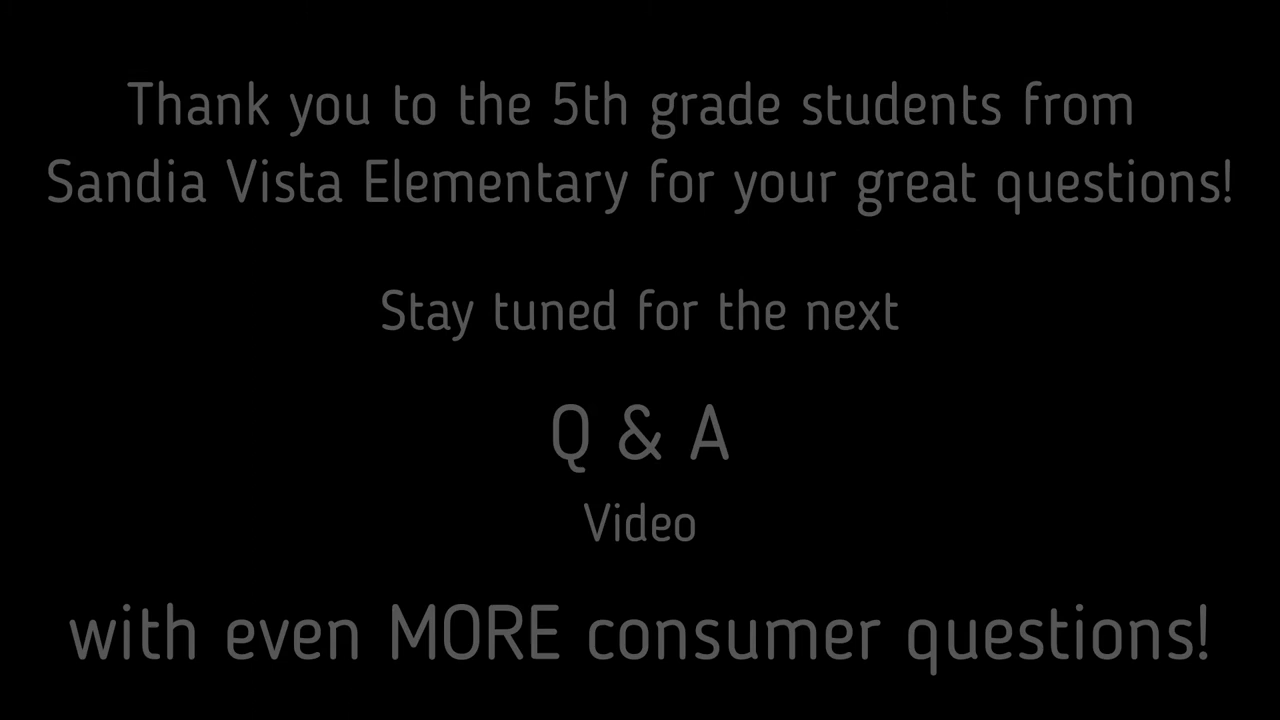 Thank you to the 5th grade students from
Sandia Vista Elementary for your great questions!
Stay tuned for the next
Q & A
Video
with even MORE consumer questions!